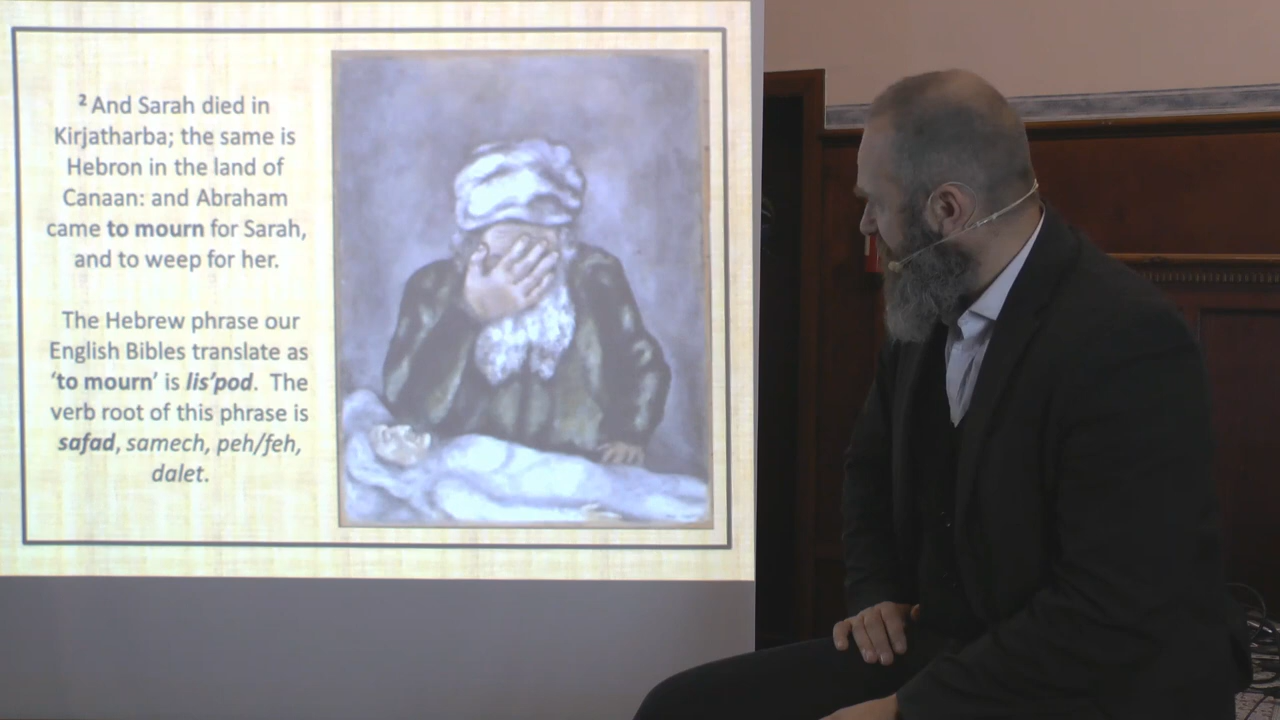 ² And Sarah died in
Kirjatharba; the same is
Hebron in the land of
Canaan: and Abraham
came to mourn for Sarah,
and to weep for her.
The Hebrew phrase our
English Bibles translate as
‘to mourn’ is lis’pod. The
verb root of this phrase is
safad, samech, peh/feh,
dalet.